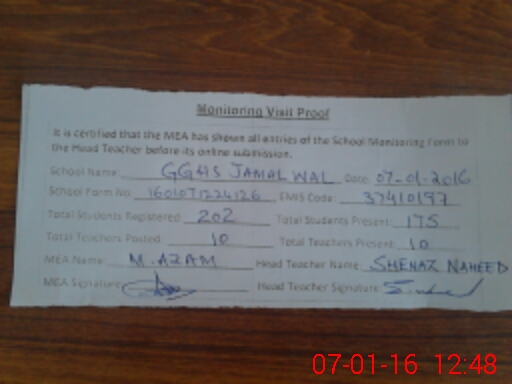 Monitoring Visit Proof
It is certified that the MEA has shown all entries of the School Monitoring Form to
the Head Teacher before its online submission.
School Name: GGHS JAMAL WAL Date: 07-01-2016
School Form No. 1601071224126 EMIS Code: 37410197
Total Students Registered: 202 Total Students Present: 175
Total Teachers Posted: 10 Total Teachers Present: 10
MEA Name: M. AZAM Head Teacher Name: SHENAZ NAHEED
MEA Signature: Head Teacher Signature:
07-01-16 12:48